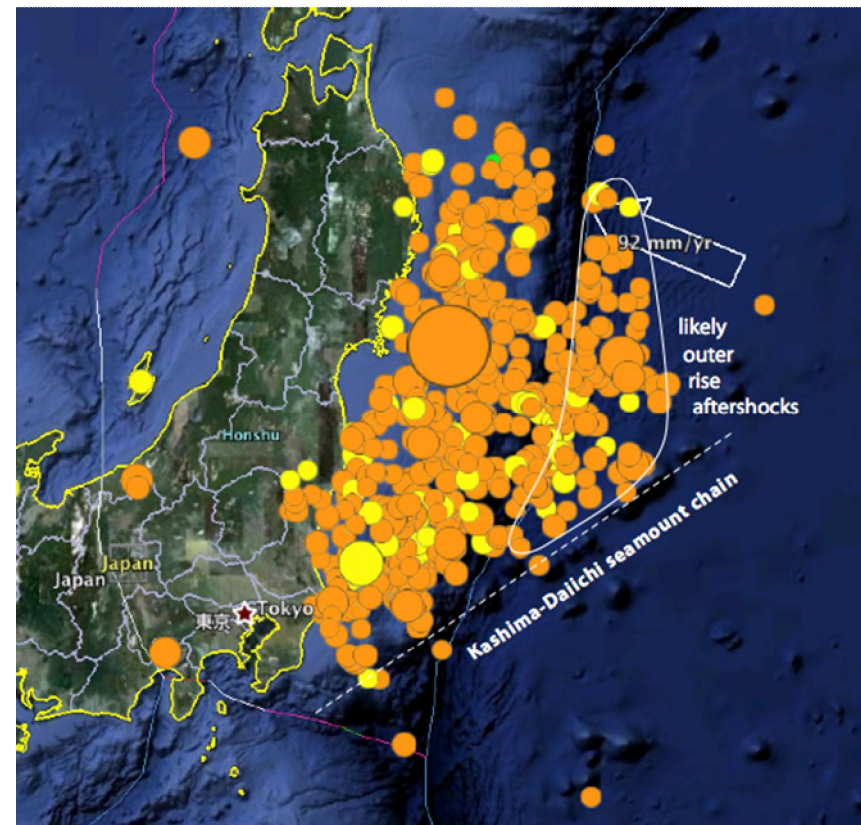 92 mm/yr
likely
outer
rise
aftershocks
Honshu
Kashima-Daiichi seamount chain
Japan
Japan
東京
Tokyo